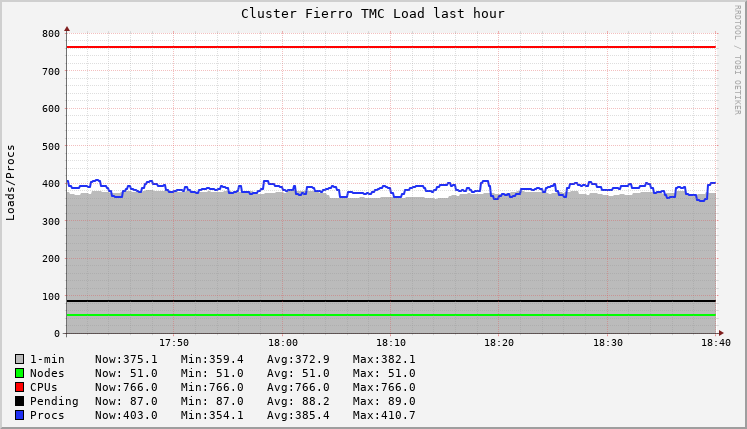 Cluster Fierro TMC Load last hour
RRDTOOL / TOBI OETIKER
Loads/Procs
800
700
600
500
400
300
200
100
0
17:50 18:00 18:10 18:20 18:30 18:40
1-min Now:375.1 Min:359.4 Avg:372.9 Max:382.1
Nodes Now: 51.0 Min: 51.0 Avg: 51.0 Max: 51.0
CPUs Now:766.0 Min:766.0 Avg:766.0 Max:766.0
Pending Now: 87.0 Min: 87.0 Avg: 88.2 Max: 89.0
Procs Now:403.0 Min:354.1 Avg:385.4 Max:410.7